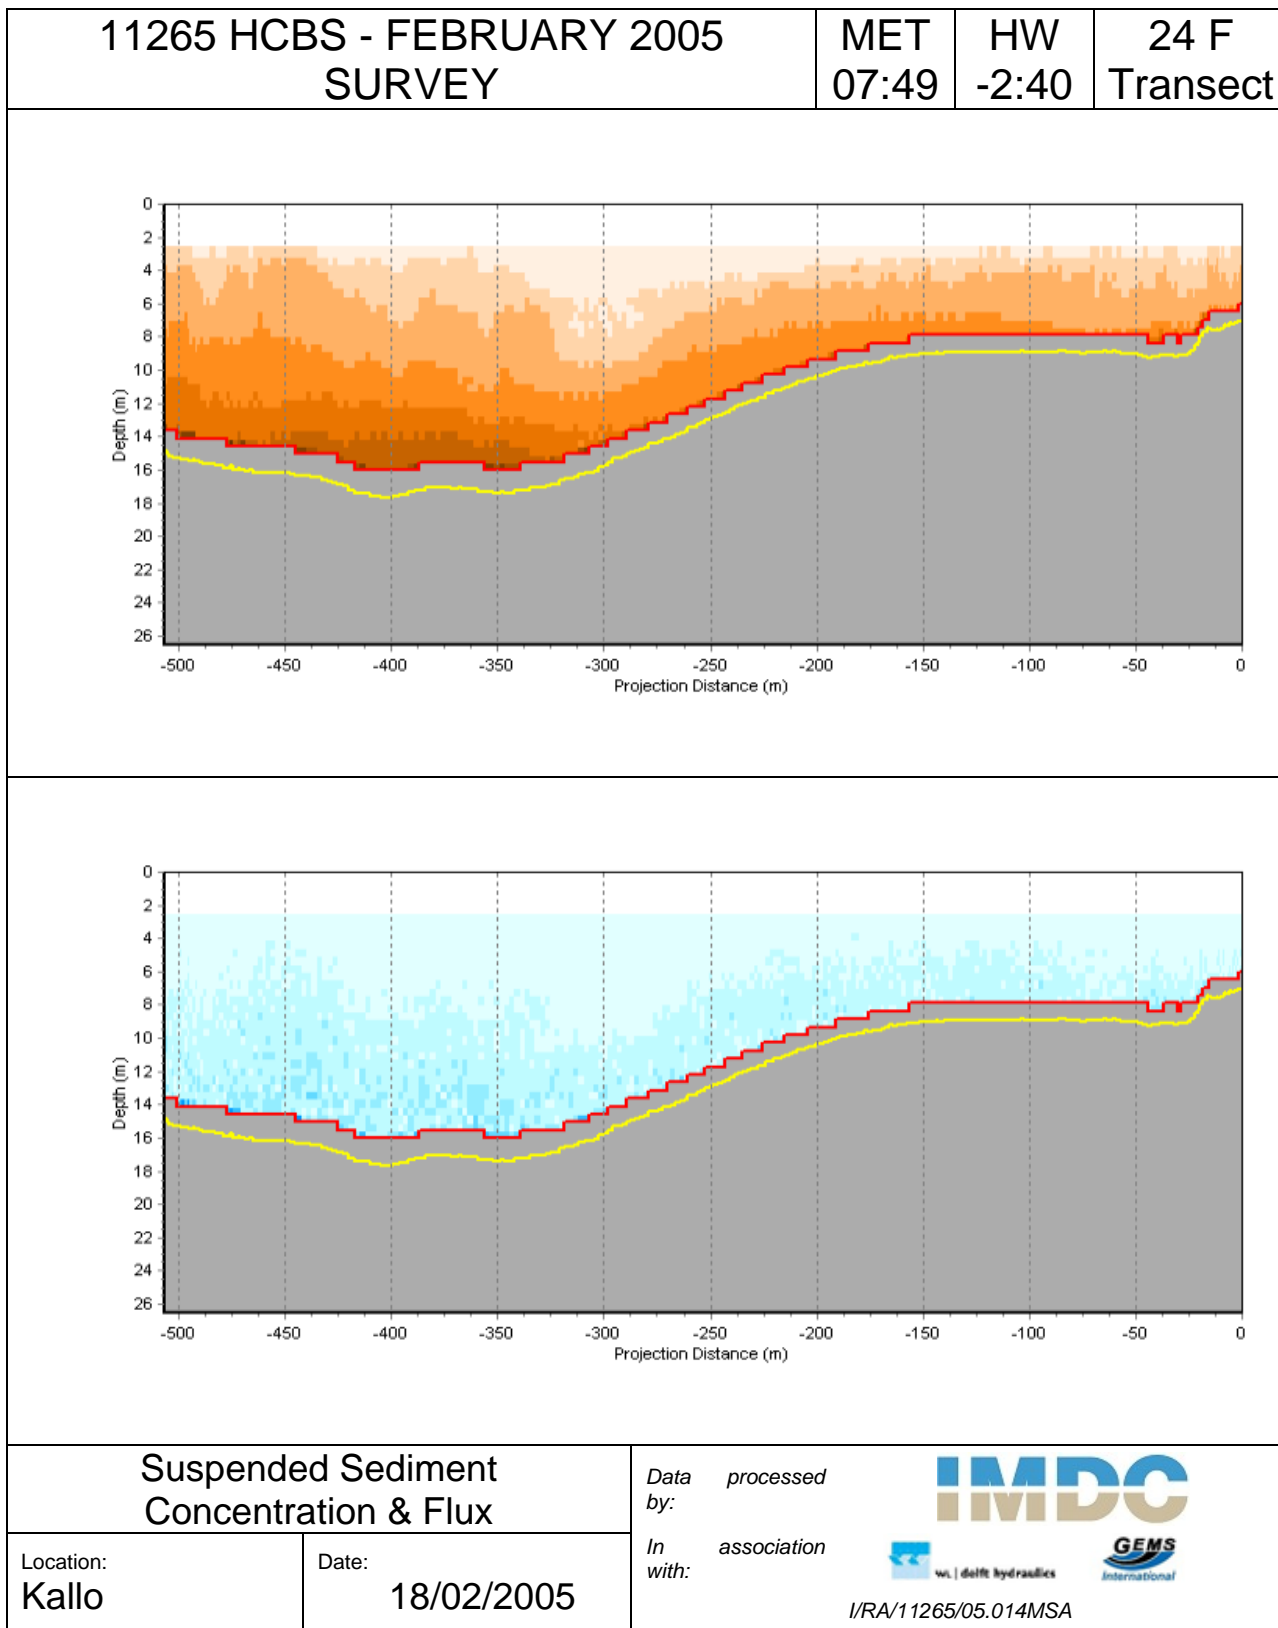 11265 HCBS - FEBRUARY 2005
SURVEY
MET
07:49
HW
-2:40
24 F
Transect
0
2
4
6
8
10
12
14
16
18
20
22
24
26
Depth (m)
-500 -450 -400 -350 -300 -250 -200 -150 -100 -50 0
Projection Distance (m)
0
2
4
6
8
10
12
14
16
18
20
22
24
26
Depth (m)
-500 -450 -400 -350 -300 -250 -200 -150 -100 -50 0
Projection Distance (m)
Suspended Sediment
Concentration & Flux
Location:
Kallo
Date:
18/02/2005
Data processed
by:
IMDC
In association
with:
WL | delft hydraulics
GEMS
International
I/RA/11265/05.014MSA